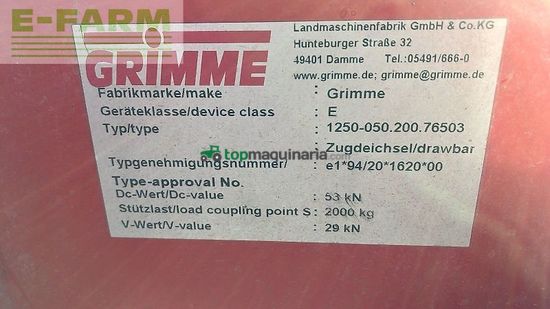 E-FARM
GRIMME
Landmaschinenfabrik GmbH & Co.KG
Hunteburger Straße 32
49401 Damme Tel.:05491/666-0
www.grimme.de; grimme@grimme.de
Fabrikmarke/make : Grimme
Geräteklasse/device class : E
Typ/type : 1250-050.200.76503
Zugdeichsel/drawbar
topmaquinaria.com
Typgenehmigungsnummer/ : e1*94/20*1620*00
Type-approval No.
Dc-Wert/Dc-value : 53 kN
Stützlast/load coupling point S : 2000 kg
V-Wert/V-value : 29 kN